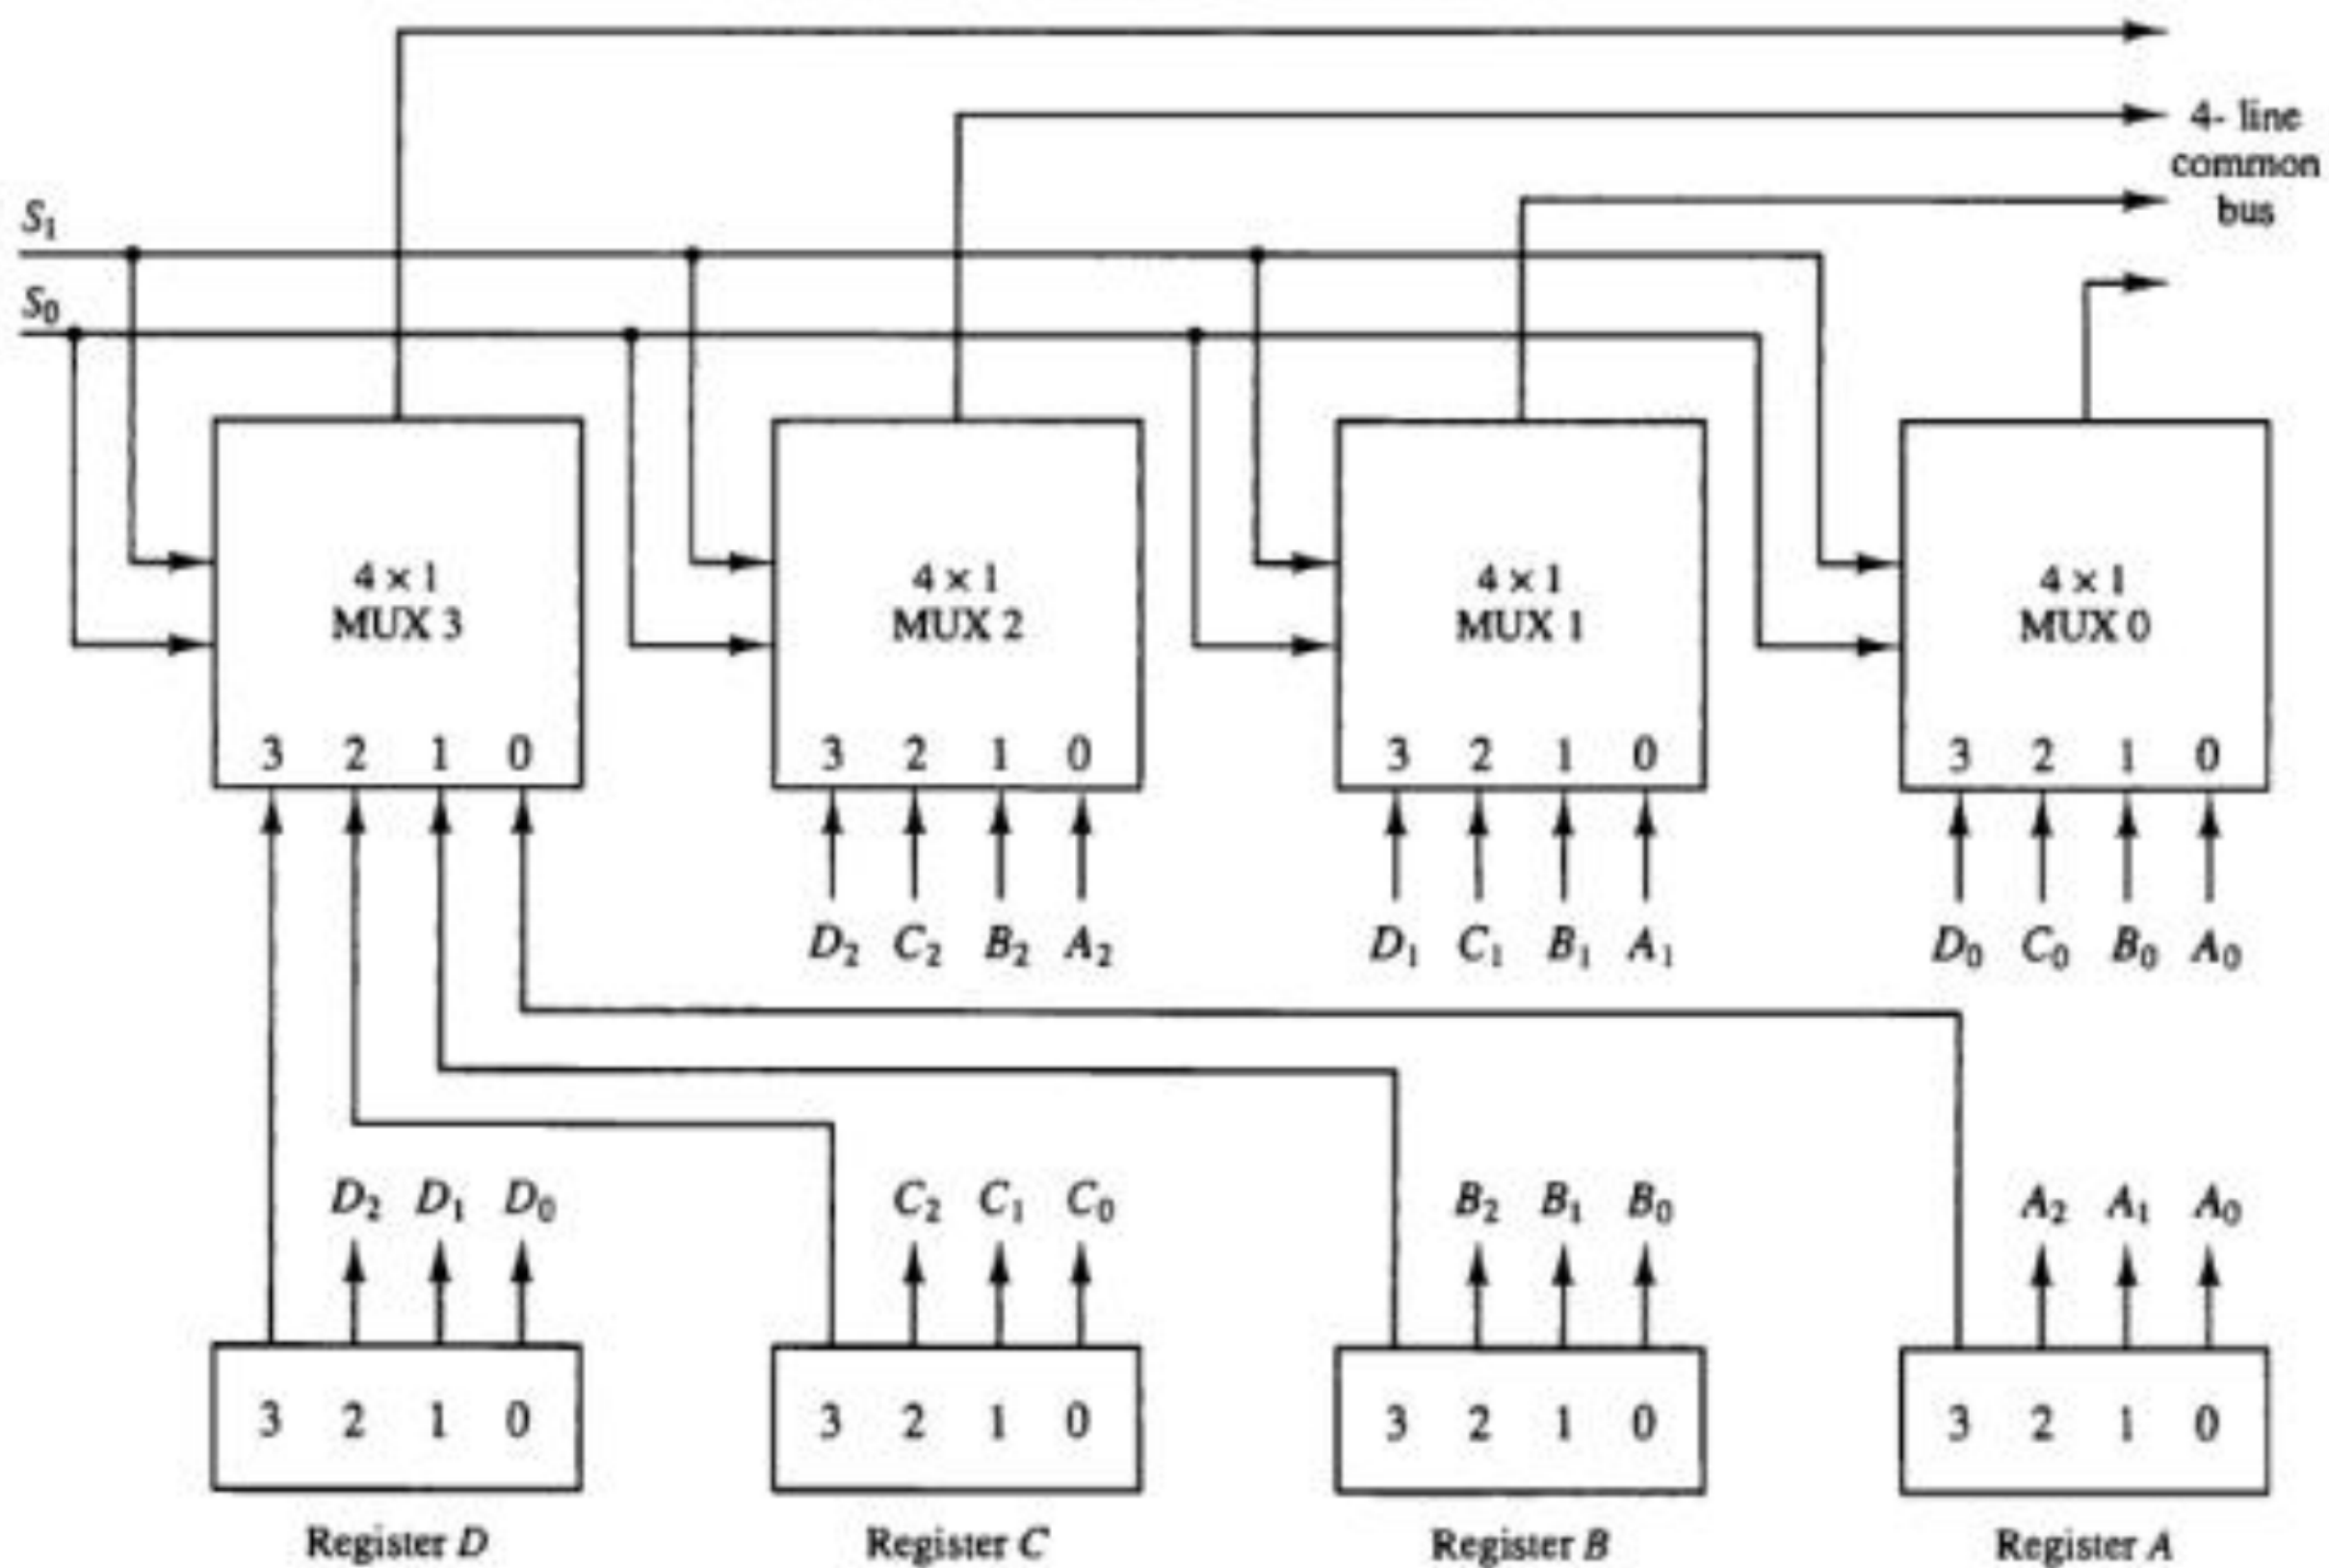 4- line
common
bus
S₁
S₀
4 × 1
MUX 3
3 2 1 0
4 × 1
MUX 2
3 2 1 0
4 × 1
MUX 1
3 2 1 0
4 × 1
MUX 0
3 2 1 0
D₂ C₂ B₂ A₂
D₁ C₁ B₁ A₁
D₀ C₀ B₀ A₀
D₂ D₁ D₀
C₂ C₁ C₀
B₂ B₁ B₀
A₂ A₁ A₀
3 2 1 0
3 2 1 0
3 2 1 0
3 2 1 0
Register D
Register C
Register B
Register A